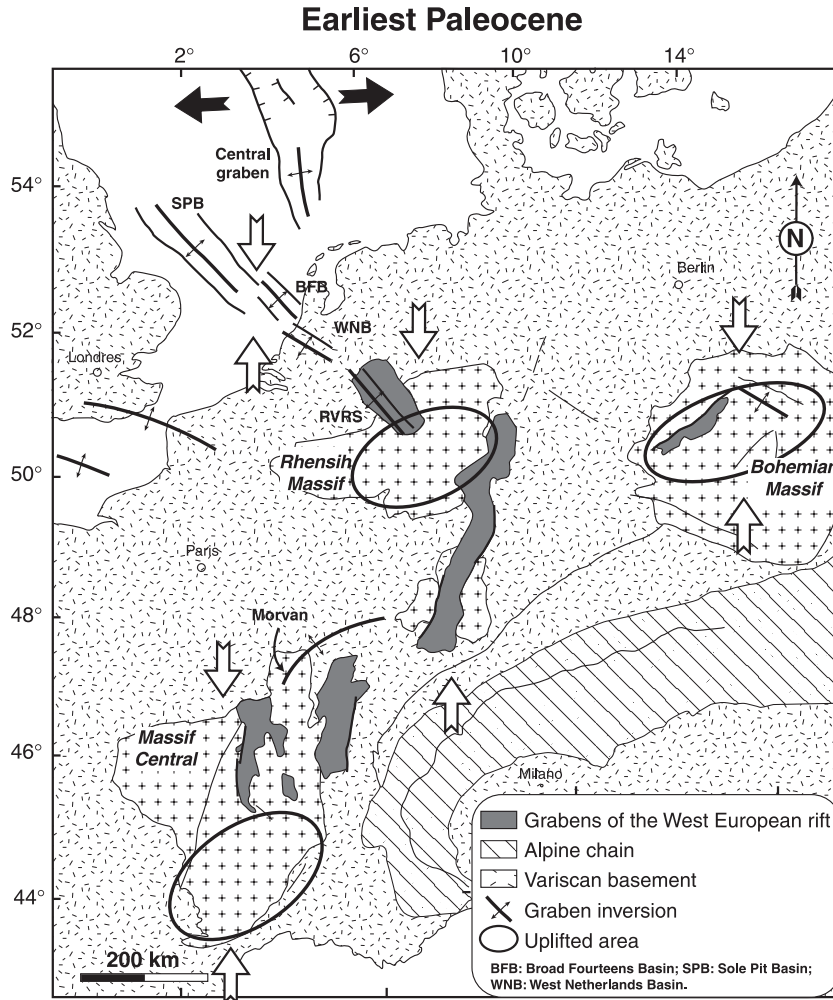 Earliest Paleocene
2°
6°
10°
14°
54°
52°
50°
48°
46°
44°
Central
graben
SPB
BFB
WNB
RVRS
N
Berlin
Londres
Rhensih
Massif
Bohemian
Massif
Paris
Morvan
Massif
Central
Milano
200 km
Grabens of the West European rift
Alpine chain
Variscan basement
Graben inversion
Uplifted area
BFB: Broad Fourteens Basin; SPB: Sole Pit Basin;
WNB: West Netherlands Basin.